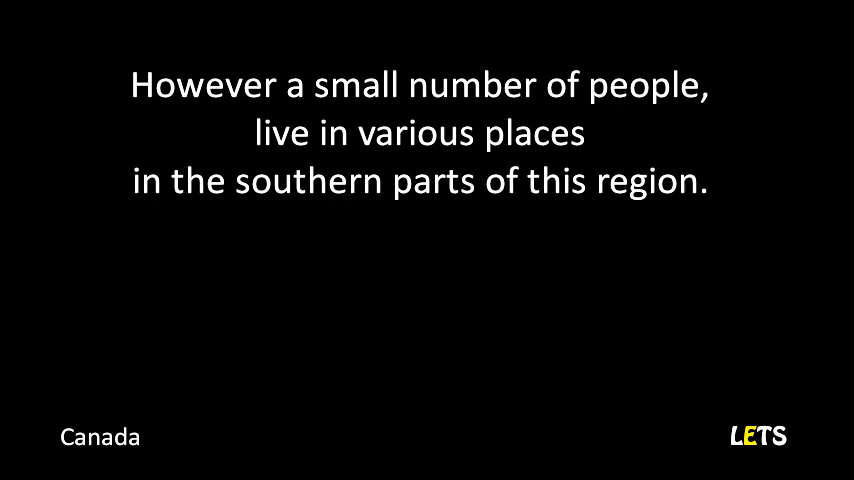 However a small number of people,
live in various places
in the southern parts of this region.
Canada
LETS